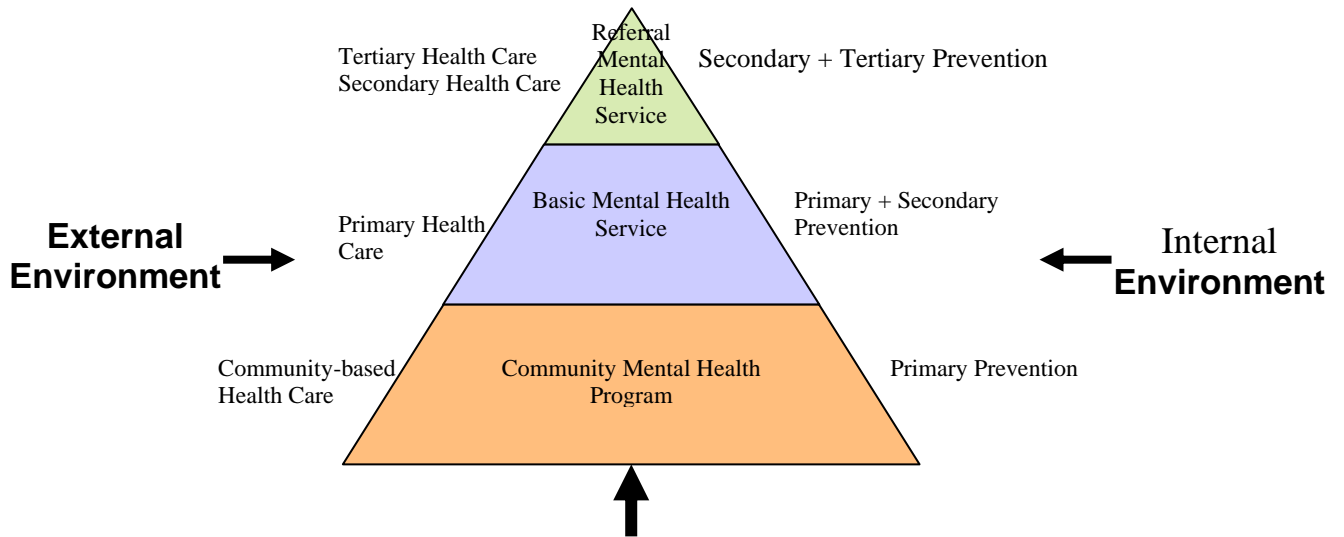 Referral
Mental
Health
Service
Tertiary Health Care
Secondary Health Care
Secondary + Tertiary Prevention
Basic Mental Health
Service
Primary Health
Care
Primary + Secondary
Prevention
External
Environment
Internal
Environment
Community-based
Health Care
Community Mental Health
Program
Primary Prevention